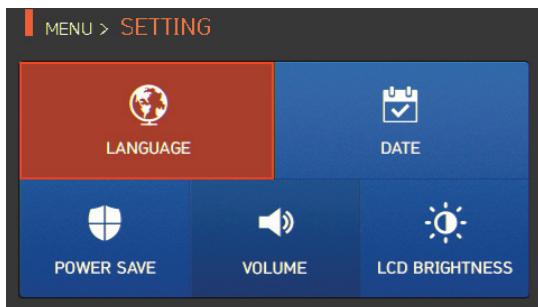 MENU > SETTING
LANGUAGE
DATE
POWER SAVE
VOLUME
LCD BRIGHTNESS